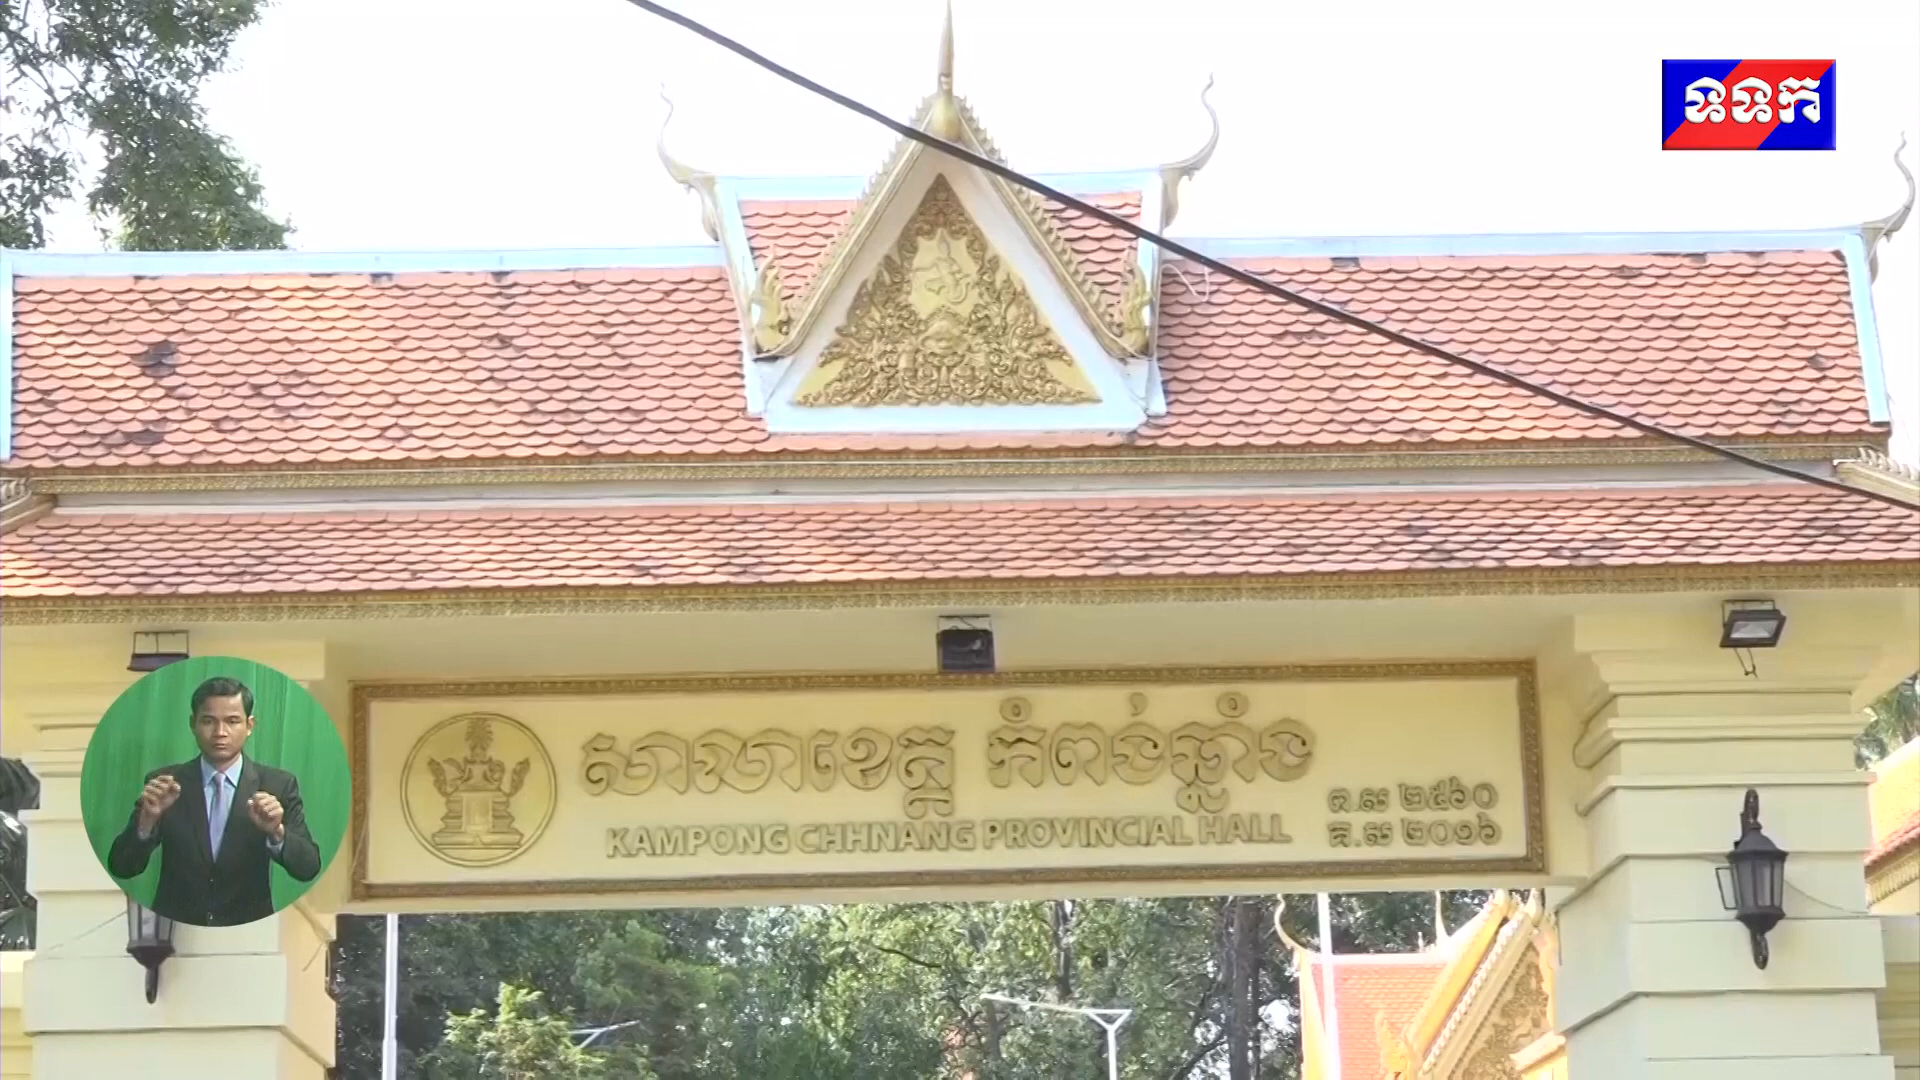 ទទក
សាលាខេត្ត កំពង់ឆ្នាំង
KAMPONG CHHNANG PROVINCIAL HALL
ព.ស ២៥៦០
គ.ស ២០១៦